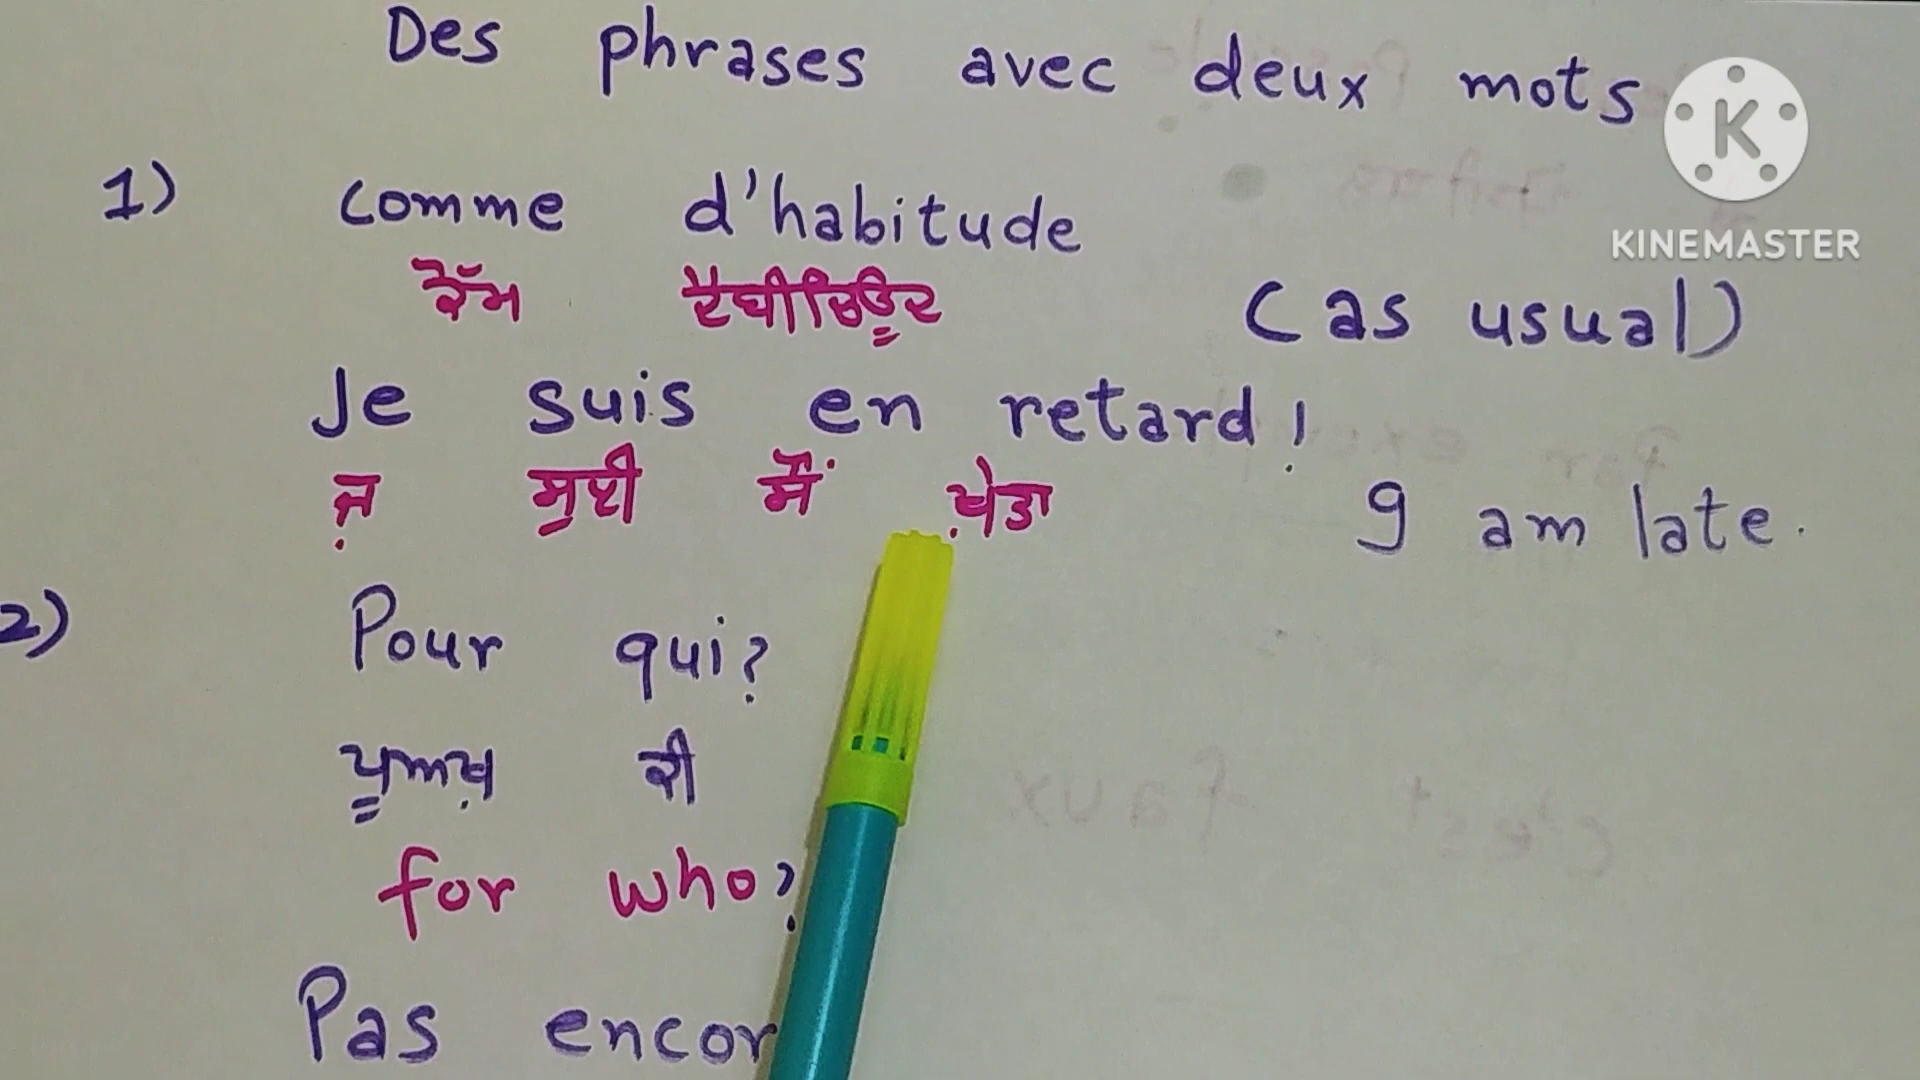 Des phrases avec deux mots
K
KINEMASTER
1) comme d'habitude
ਕੋੱਮ ਦੈਬੀਚਿਊਦ (as usual)
Je suis en retard!
ਜ਼ ਸੁਈ ਸੌਂ ਖ਼ੇਤਾ I am late.
2) Pour qui?
ਪੂਅਖ਼ ਕੀ
for who?
Pas encor